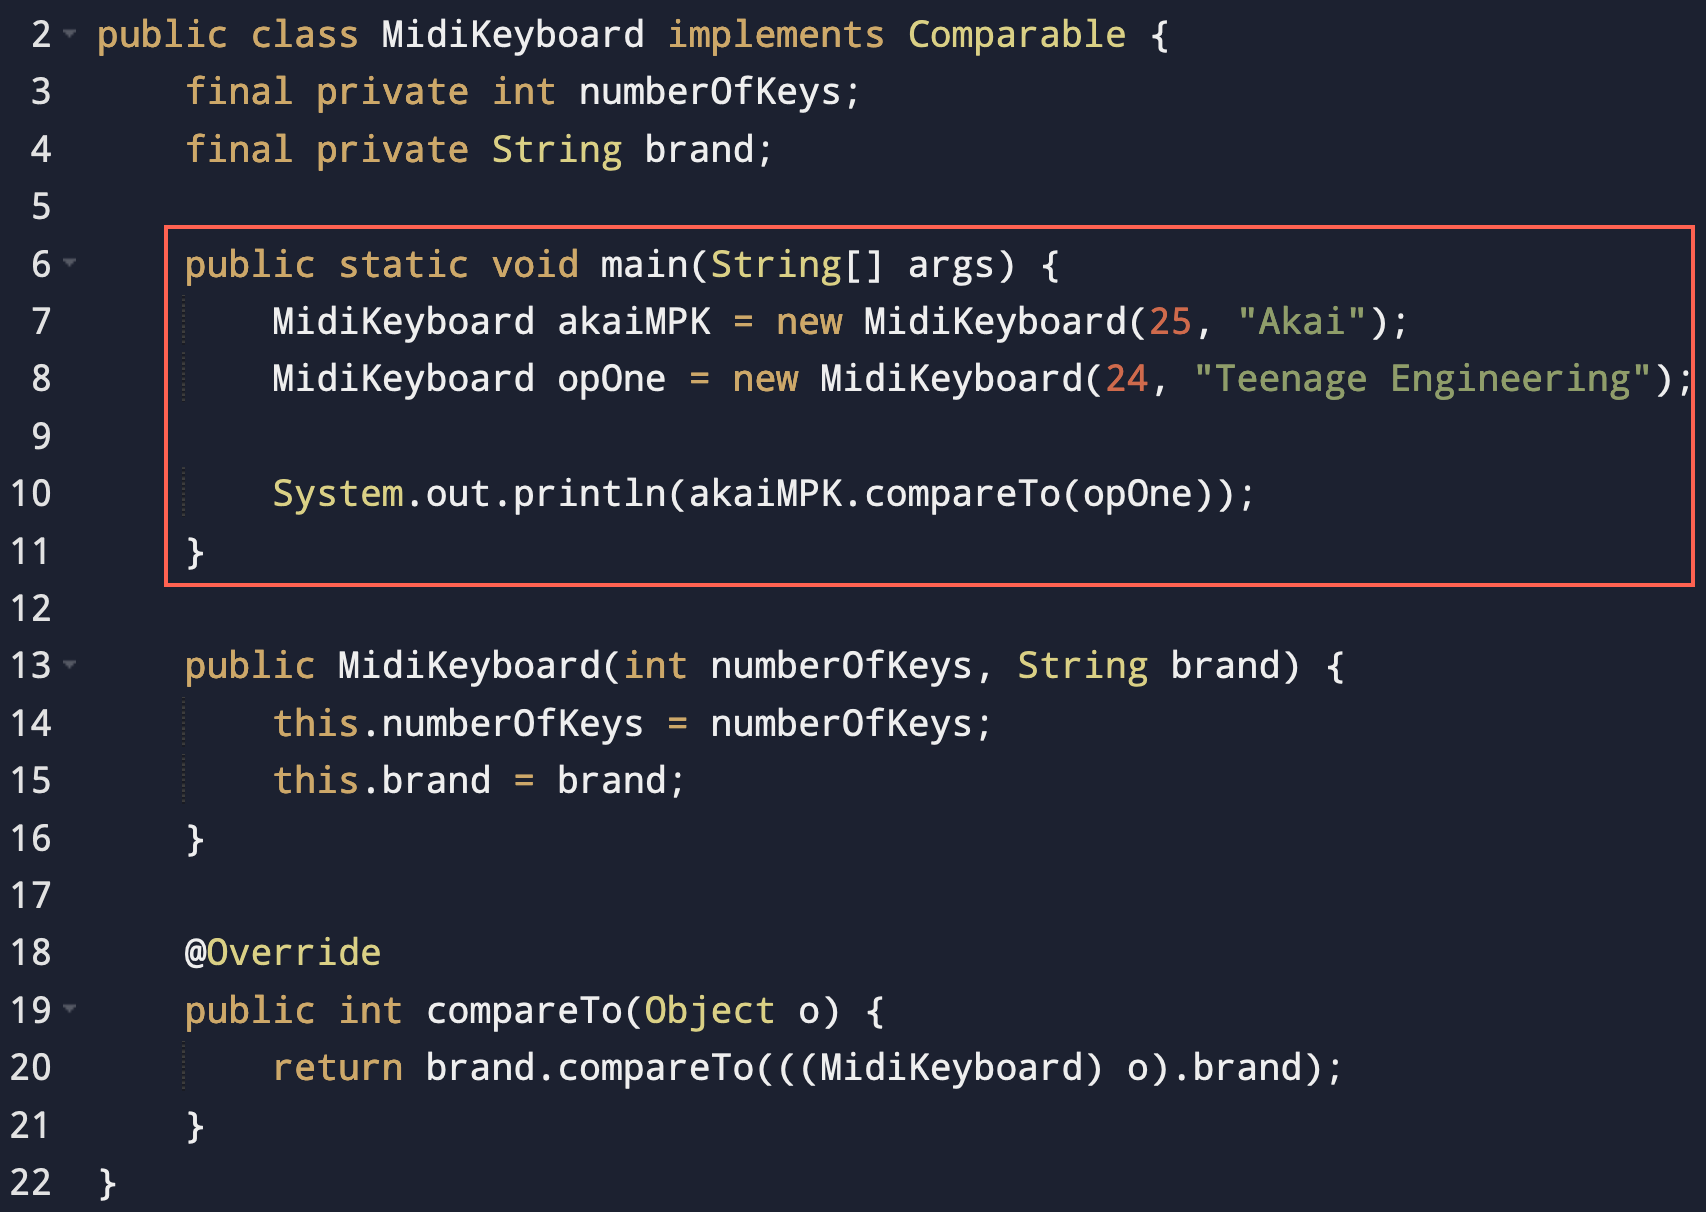 2 public class MidiKeyboard implements Comparable {
3     final private int numberOfKeys;
4     final private String brand;
5
6     public static void main(String[] args) {
7         MidiKeyboard akaiMPK = new MidiKeyboard(25, "Akai");
8         MidiKeyboard opOne = new MidiKeyboard(24, "Teenage Engineering");
9
10         System.out.println(akaiMPK.compareTo(opOne));
11     }
12
13     public MidiKeyboard(int numberOfKeys, String brand) {
14         this.numberOfKeys = numberOfKeys;
15         this.brand = brand;
16     }
17
18     @Override
19     public int compareTo(Object o) {
20         return brand.compareTo(((MidiKeyboard) o).brand);
21     }
22 }